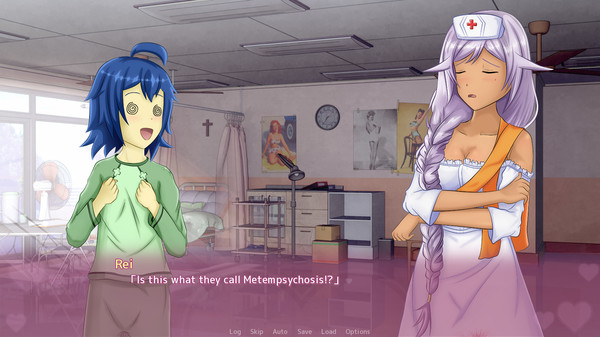 Rei
「Is this what they call Metempsychosis!?」
Log Skip Auto Save Load Options